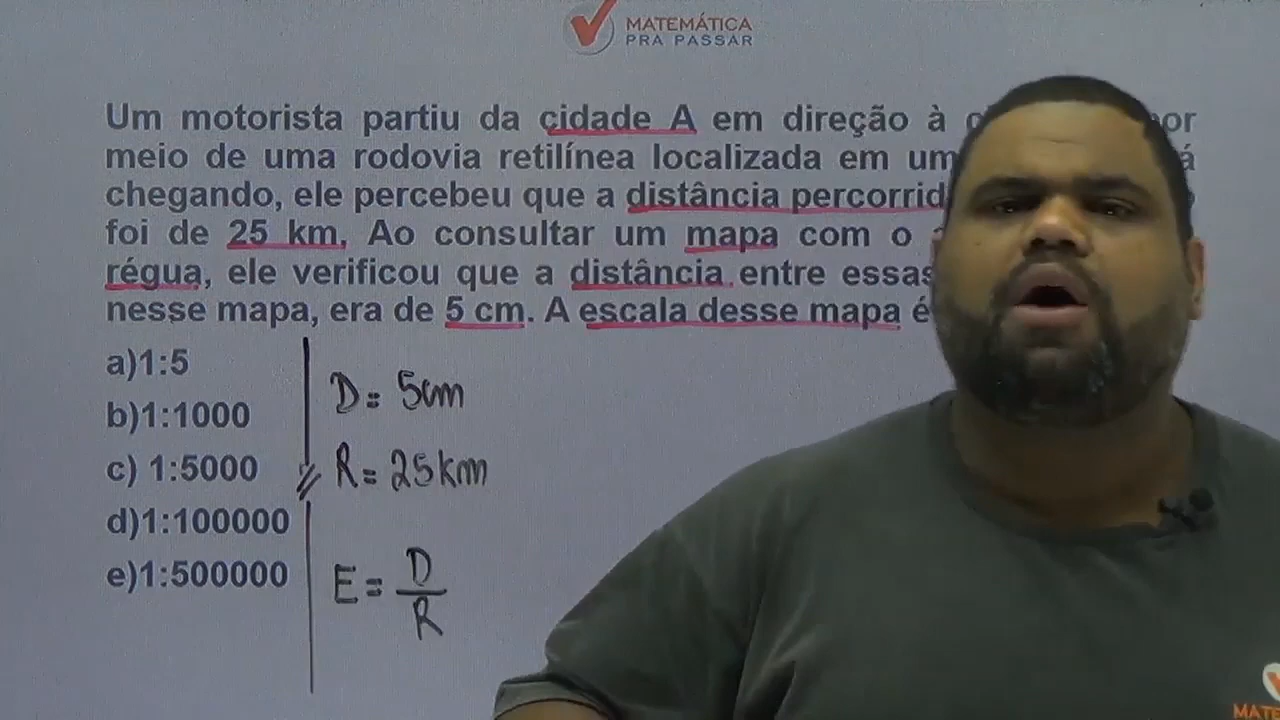 MATEMÁTICA
PRA PASSAR
Um motorista partiu da cidade A em direção à
meio de uma rodovia retilínea localizada em
chegando, ele percebeu que a distância
foi de 25 km. Ao consultar um mapa com o
régua, ele verificou que a distância entre
nesse mapa, era de 5 cm. A escala desse mapa é
a)1:5
b)1:1000
c) 1:5000
d)1:100000
e)1:500000
D= 5cm
R= 25km
E= D
R